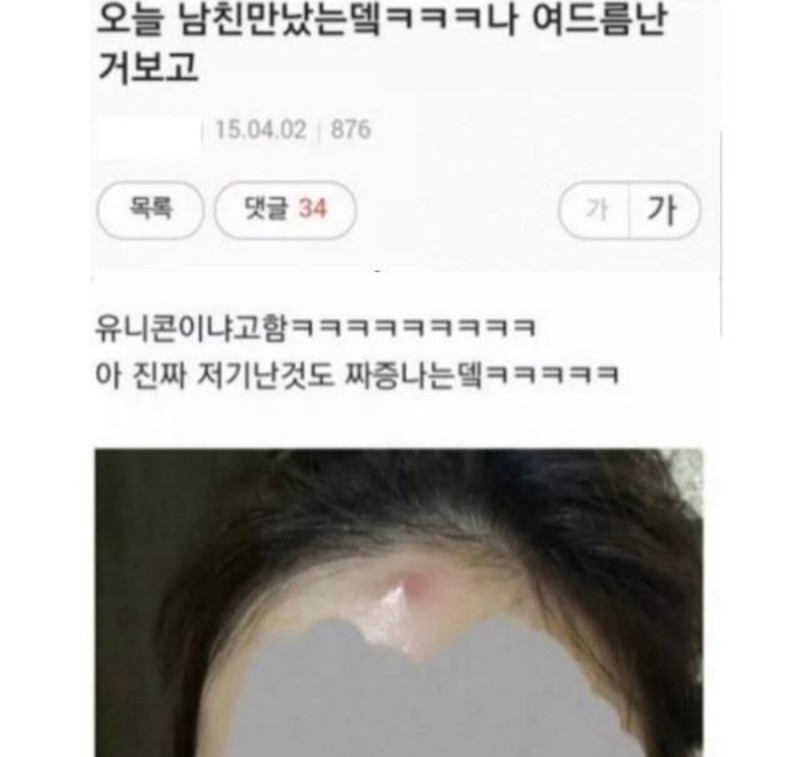 오늘 남친만났는뎈ㅋㅋㅋ나 여드름난
거보고
15.04.02 | 876
목록 댓글 34 가 가
유니콘이냐고함ㅋㅋㅋㅋㅋㅋㅋㅋㅋ
아 진짜 저기난것도 짜증나는뎈ㅋㅋㅋㅋㅋ